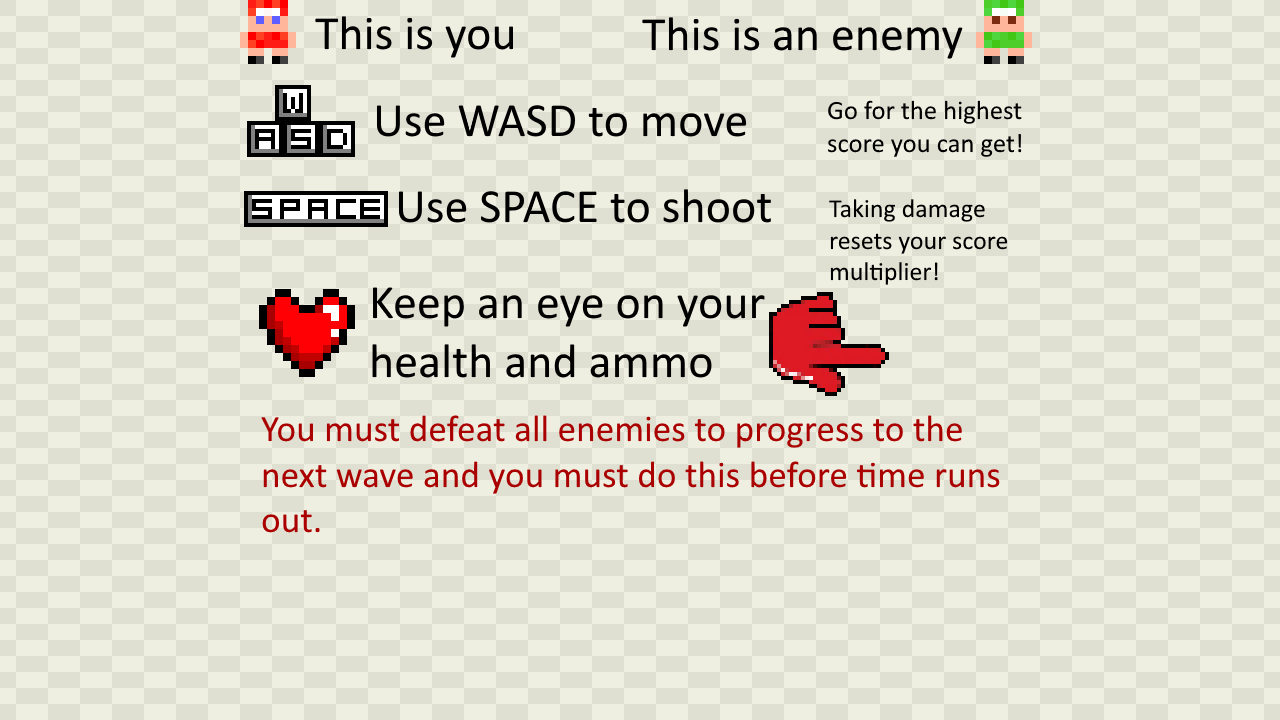 This is you
This is an enemy
W
A S D
Use WASD to move
Go for the highest
score you can get!
SPACE
Use SPACE to shoot
Taking damage
resets your score
multiplier!
Keep an eye on your
health and ammo
You must defeat all enemies to progress to the
next wave and you must do this before time runs
out.